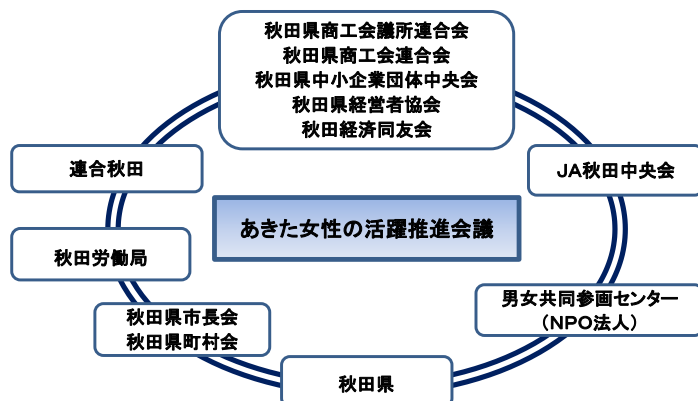 秋田県商工会議所連合会
秋田県商工会連合会
秋田県中小企業団体中央会
秋田県経営者協会
秋田経済同友会
連合秋田
JA秋田中央会
あきた女性の活躍推進会議
秋田労働局
男女共同参画センター
（NPO法人）
秋田県市長会
秋田県町村会
秋田県